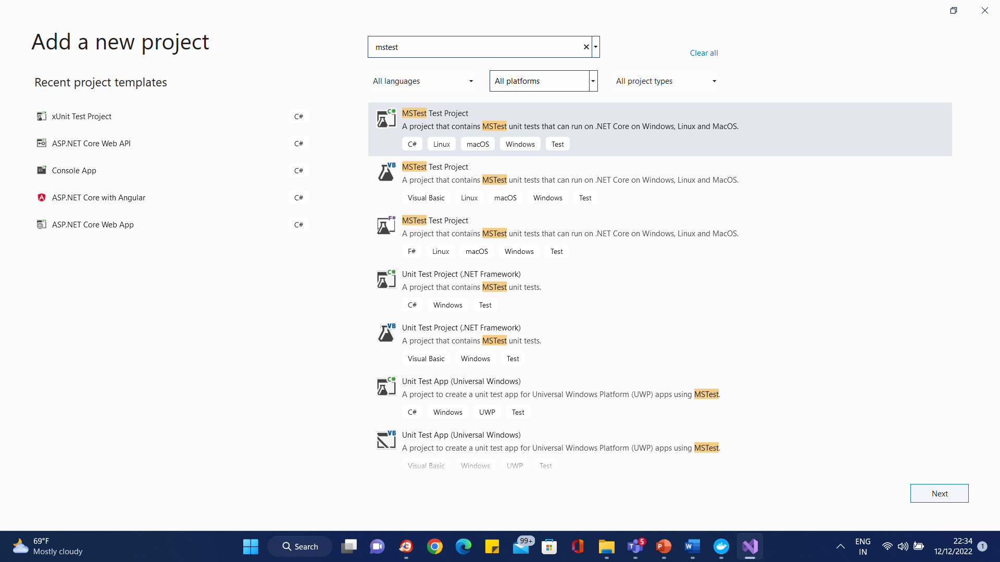 Add a new project
Recent project templates
xUnit Test Project C#
ASP.NET Core Web API C#
Console App C#
ASP.NET Core with Angular C#
ASP.NET Core Web App C#
mstest
Clear all
All languages All platforms All project types
C#
MSTest Test Project
A project that contains MSTest unit tests that can run on .NET Core on Windows, Linux and MacOS.
C# Linux macOS Windows Test
VB
MSTest Test Project
A project that contains MSTest unit tests that can run on .NET Core on Windows, Linux and MacOS.
Visual Basic Linux macOS Windows Test
F#
MSTest Test Project
A project that contains MSTest unit tests that can run on .NET Core on Windows, Linux and MacOS.
F# Linux macOS Windows Test
C#
Unit Test Project (.NET Framework)
A project that contains MSTest unit tests.
C# Windows Test
VB
Unit Test Project (.NET Framework)
A project that contains MSTest unit tests.
Visual Basic Windows Test
C#
Unit Test App (Universal Windows)
A project to create a unit test app for Universal Windows Platform (UWP) apps using MSTest.
C# Windows UWP Test
VB
Unit Test App (Universal Windows)
A project to create a unit test app for Universal Windows Platform (UWP) apps using MSTest.
Visual Basic Windows UWP Test
Next
69°F
Mostly cloudy
Search
99+
5
ENG
IN
22:34
12/12/2022
1